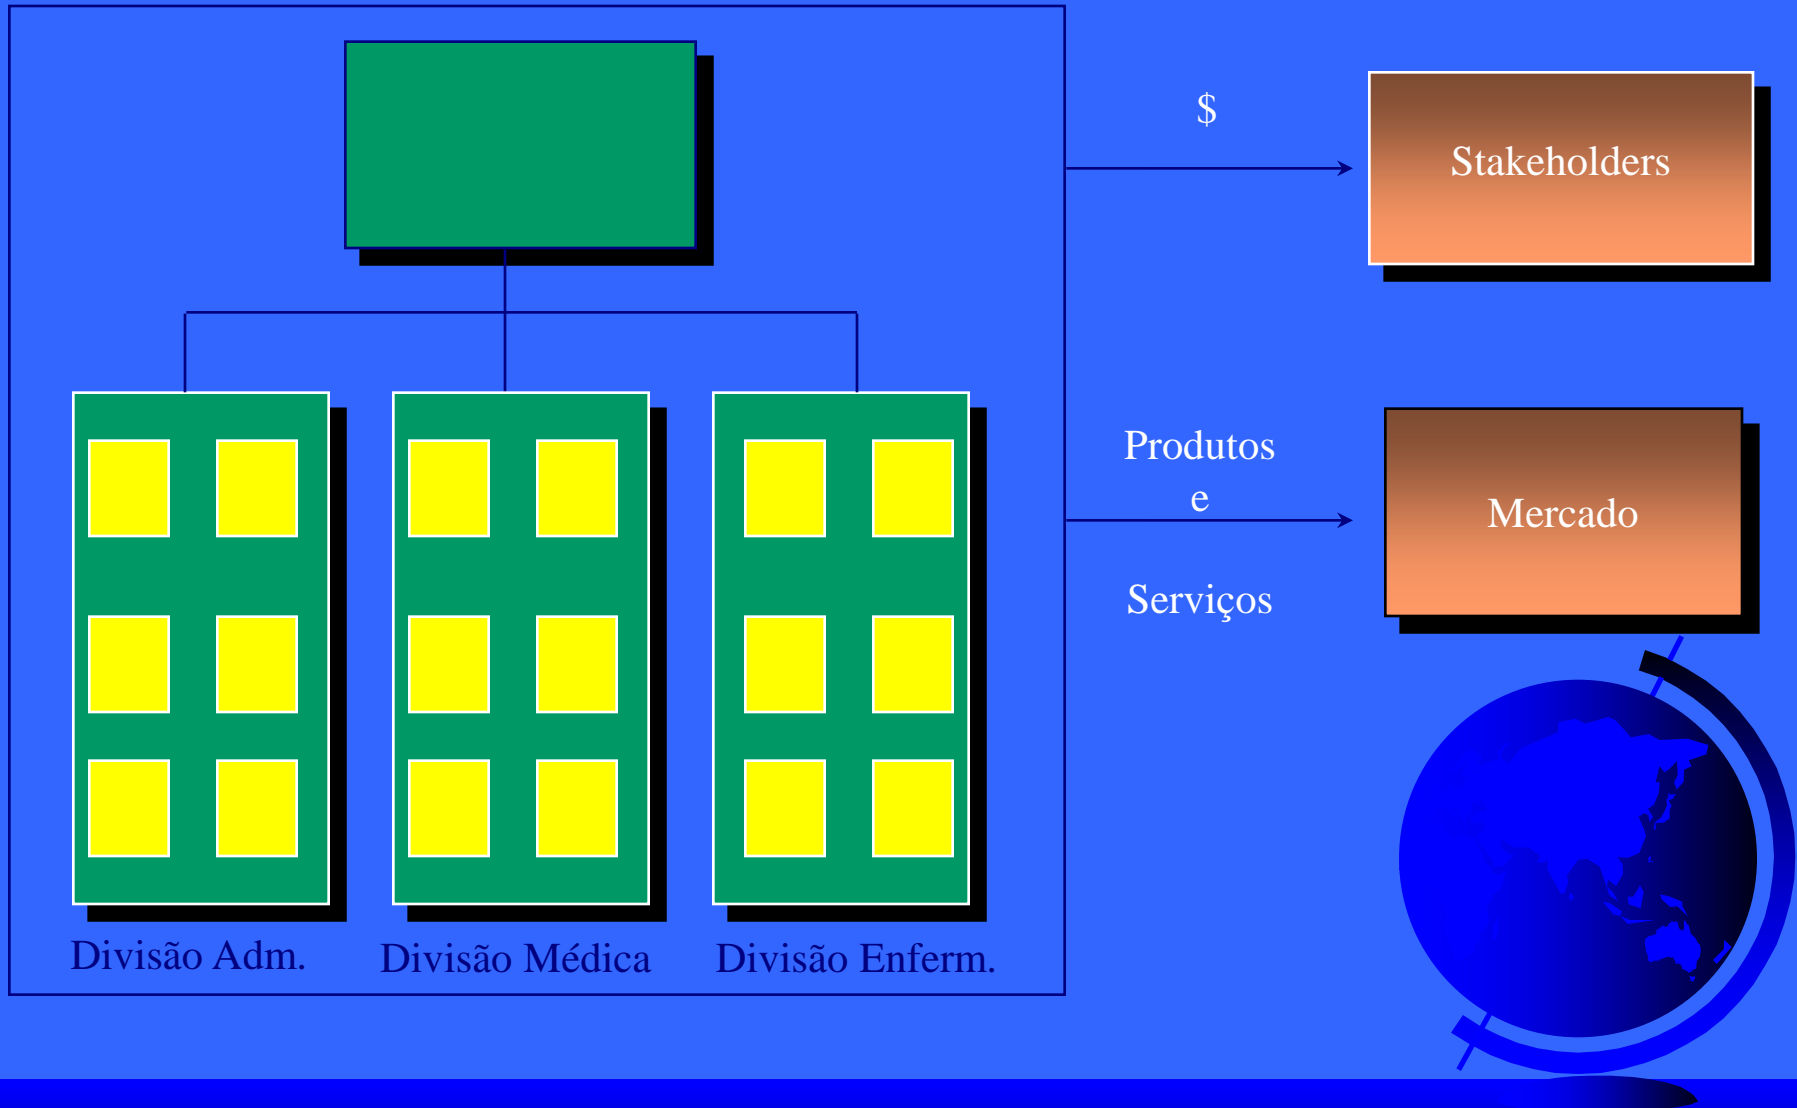 $
Stakeholders
Produtos
e
Serviços
Mercado
Divisão Adm.
Divisão Médica
Divisão Enferm.